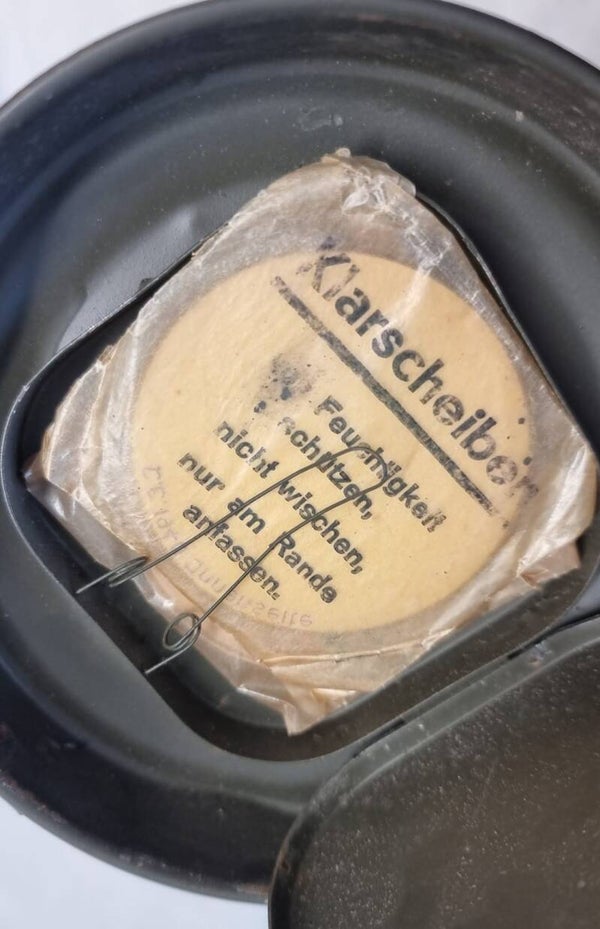 Klarscheiben
Feuchtigkeit
schützen,
nicht wischen,
nur am Rande
anfassen.